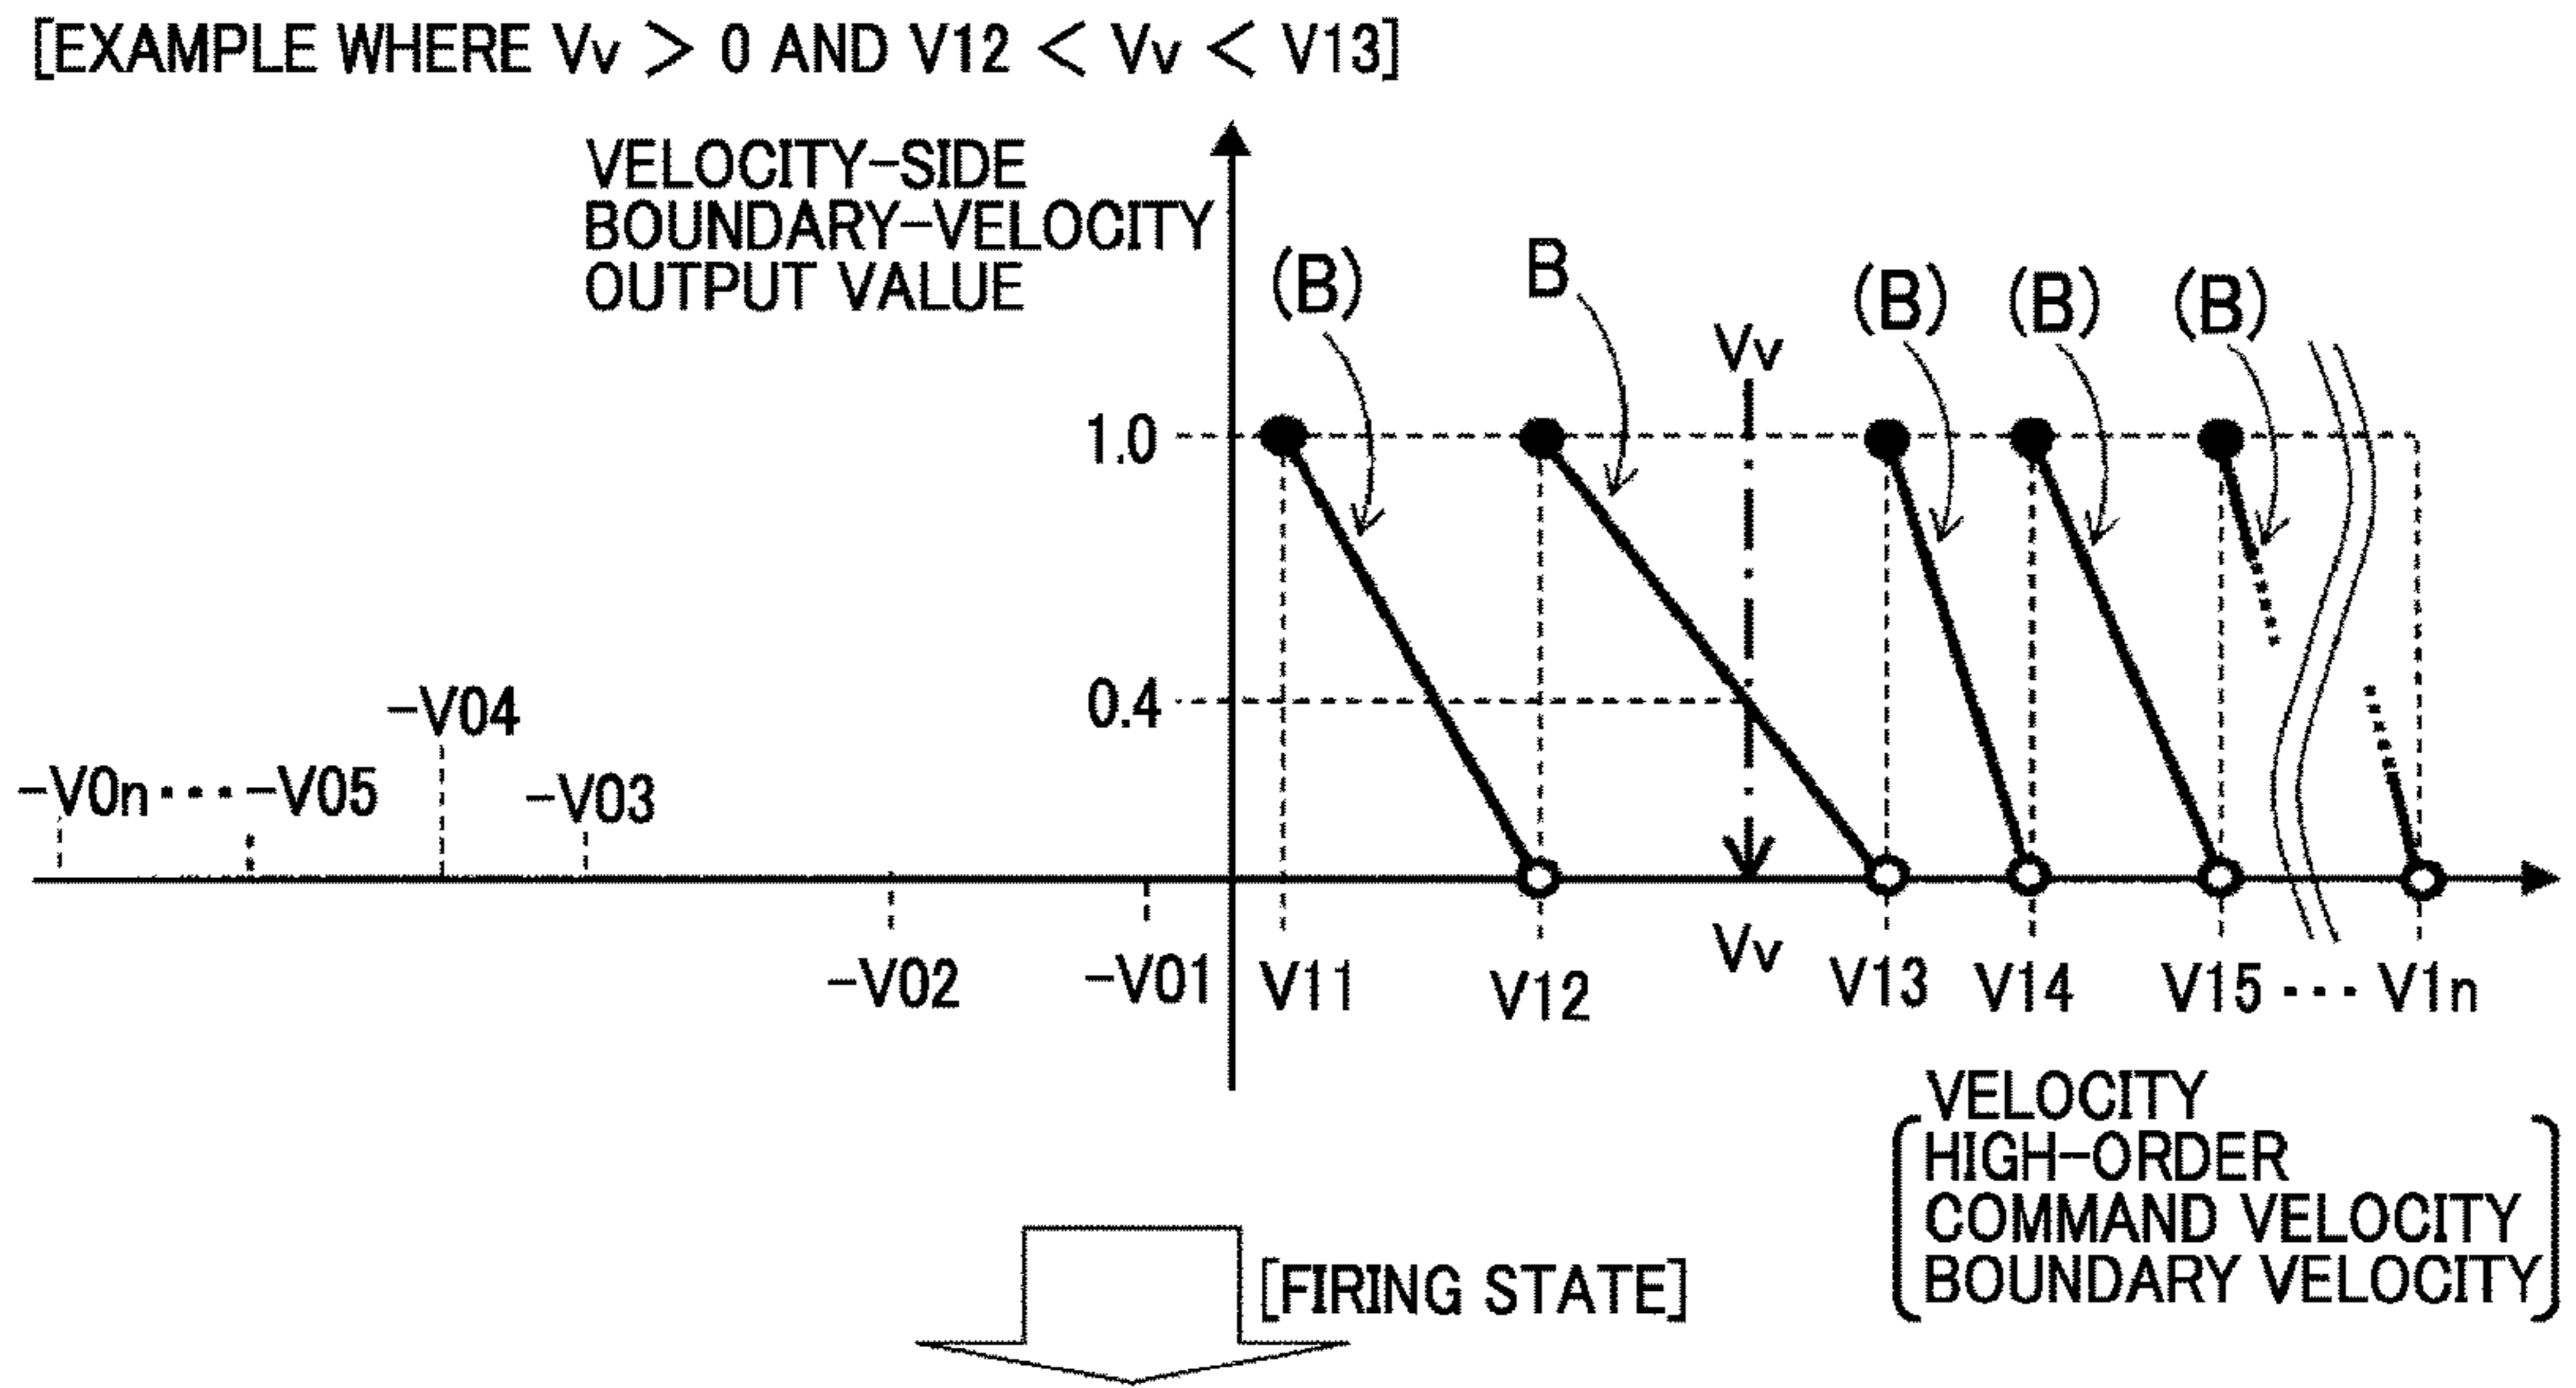 [EXAMPLE WHERE Vv > 0 AND V12 < Vv < V13]
VELOCITY-SIDE
BOUNDARY-VELOCITY
OUTPUT VALUE
(B)
B
(B)
(B)
(B)
Vv
1.0
0.4
-V0n ··· -V05
-V04
-V03
-V02
-V01
V11
V12
Vv
V13
V14
V15 ··· V1n
VELOCITY
HIGH-ORDER
COMMAND VELOCITY
BOUNDARY VELOCITY
[FIRING STATE]